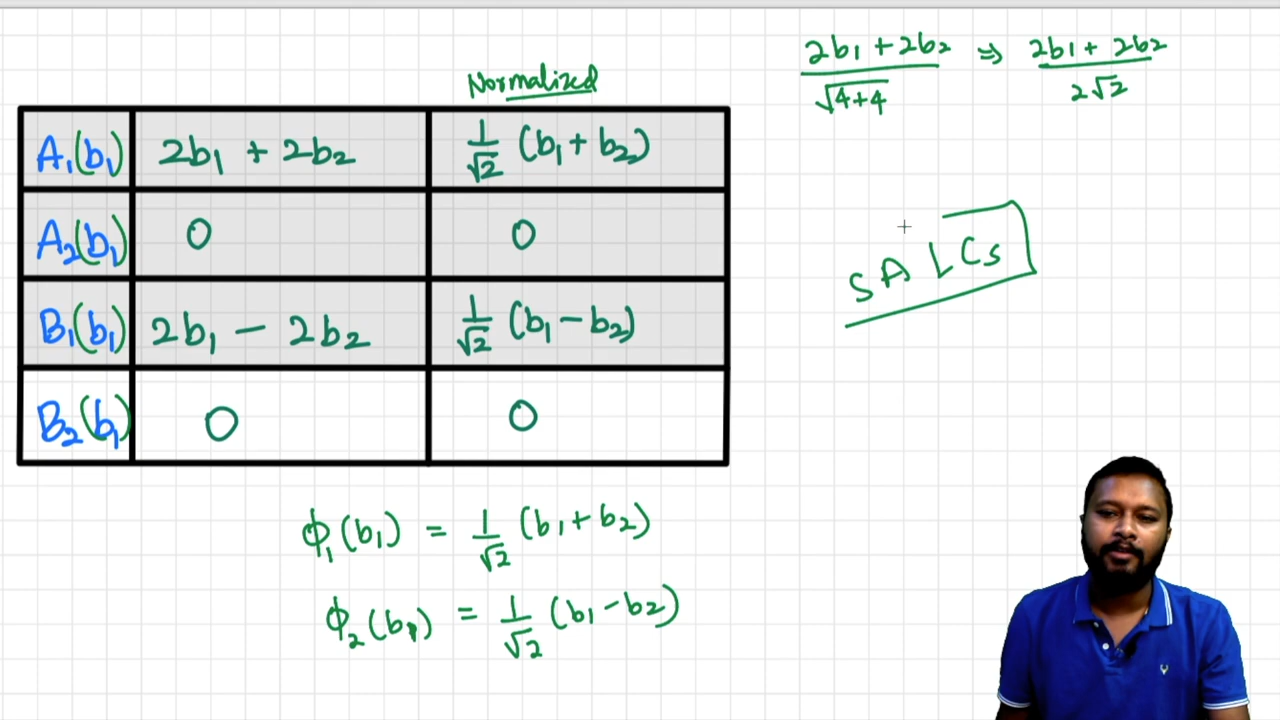 2b₁ + 2b₂ / √4+4 ⇒ 2b₁ + 2b₂ / 2√2
Normalized
A₁(b₁) 2b₁ + 2b₂ 1/√2 (b₁ + b₂)
A₂(b₁) 0 0
B₁(b₁) 2b₁ − 2b₂ 1/√2 (b₁ − b₂)
B₂(b₁) 0 0
SALCs
ϕ₁(b₁) = 1/√2 (b₁ + b₂)
ϕ₂(b₁) = 1/√2 (b₁ − b₂)